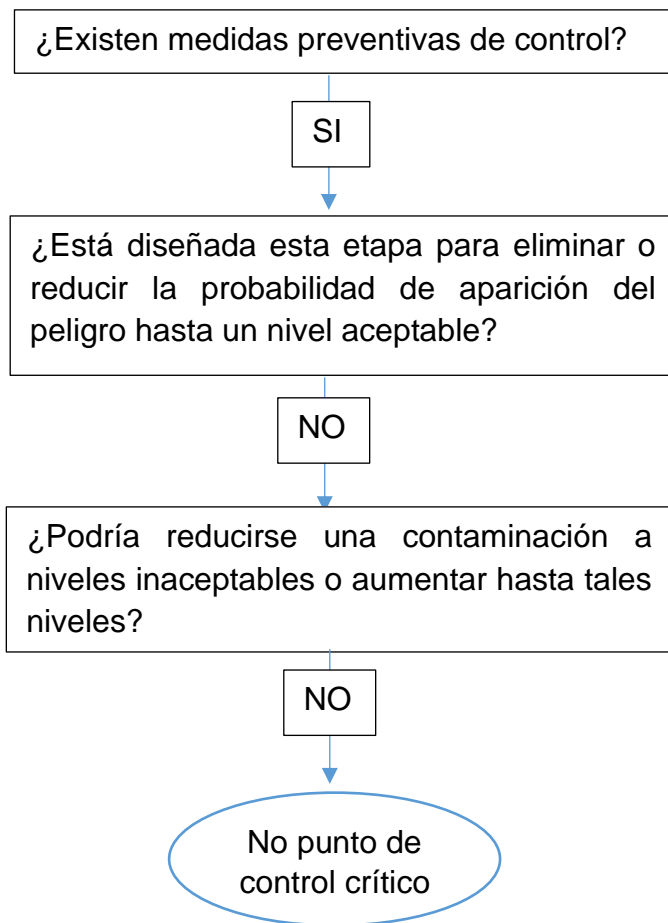 ¿Existen medidas preventivas de control?
SI
¿Está diseñada esta etapa para eliminar o
reducir la probabilidad de aparición del
peligro hasta un nivel aceptable?
NO
¿Podría reducirse una contaminación a
niveles inaceptables o aumentar hasta tales
niveles?
NO
No punto de
control crítico